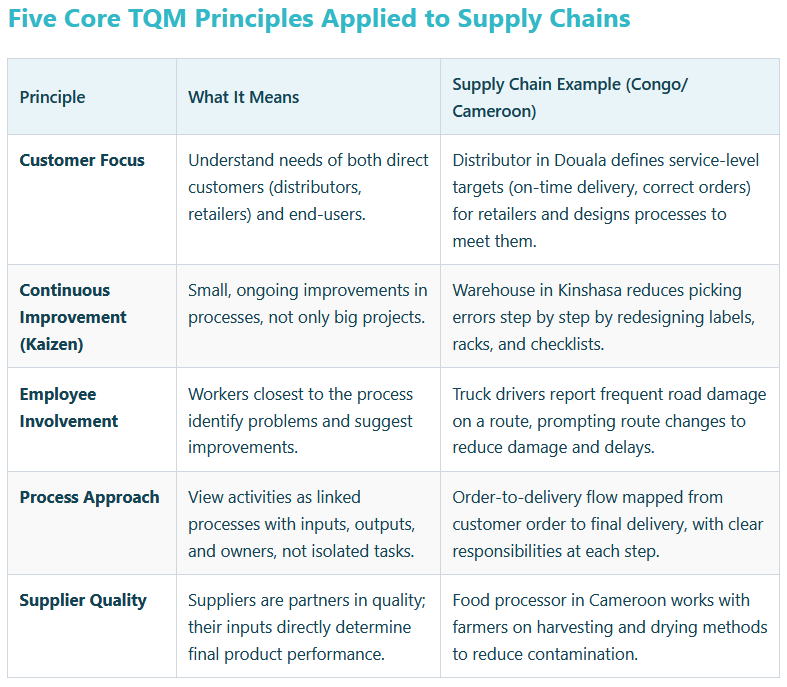 Five Core TQM Principles Applied to Supply Chains
Principle
What It Means
Supply Chain Example (Congo/
Cameroon)
Customer Focus
Understand needs of both direct
customers (distributors,
retailers) and end-users.
Distributor in Douala defines service-level
targets (on-time delivery, correct orders)
for retailers and designs processes to
meet them.
Continuous
Improvement
(Kaizen)
Small, ongoing improvements in
processes, not only big projects.
Warehouse in Kinshasa reduces picking
errors step by step by redesigning labels,
racks, and checklists.
Employee
Involvement
Workers closest to the process
identify problems and suggest
improvements.
Truck drivers report frequent road damage
on a route, prompting route changes to
reduce damage and delays.
Process Approach
View activities as linked
processes with inputs, outputs,
and owners, not isolated tasks.
Order-to-delivery flow mapped from
customer order to final delivery, with clear
responsibilities at each step.
Supplier Quality
Suppliers are partners in quality;
their inputs directly determine
final product performance.
Food processor in Cameroon works with
farmers on harvesting and drying methods
to reduce contamination.